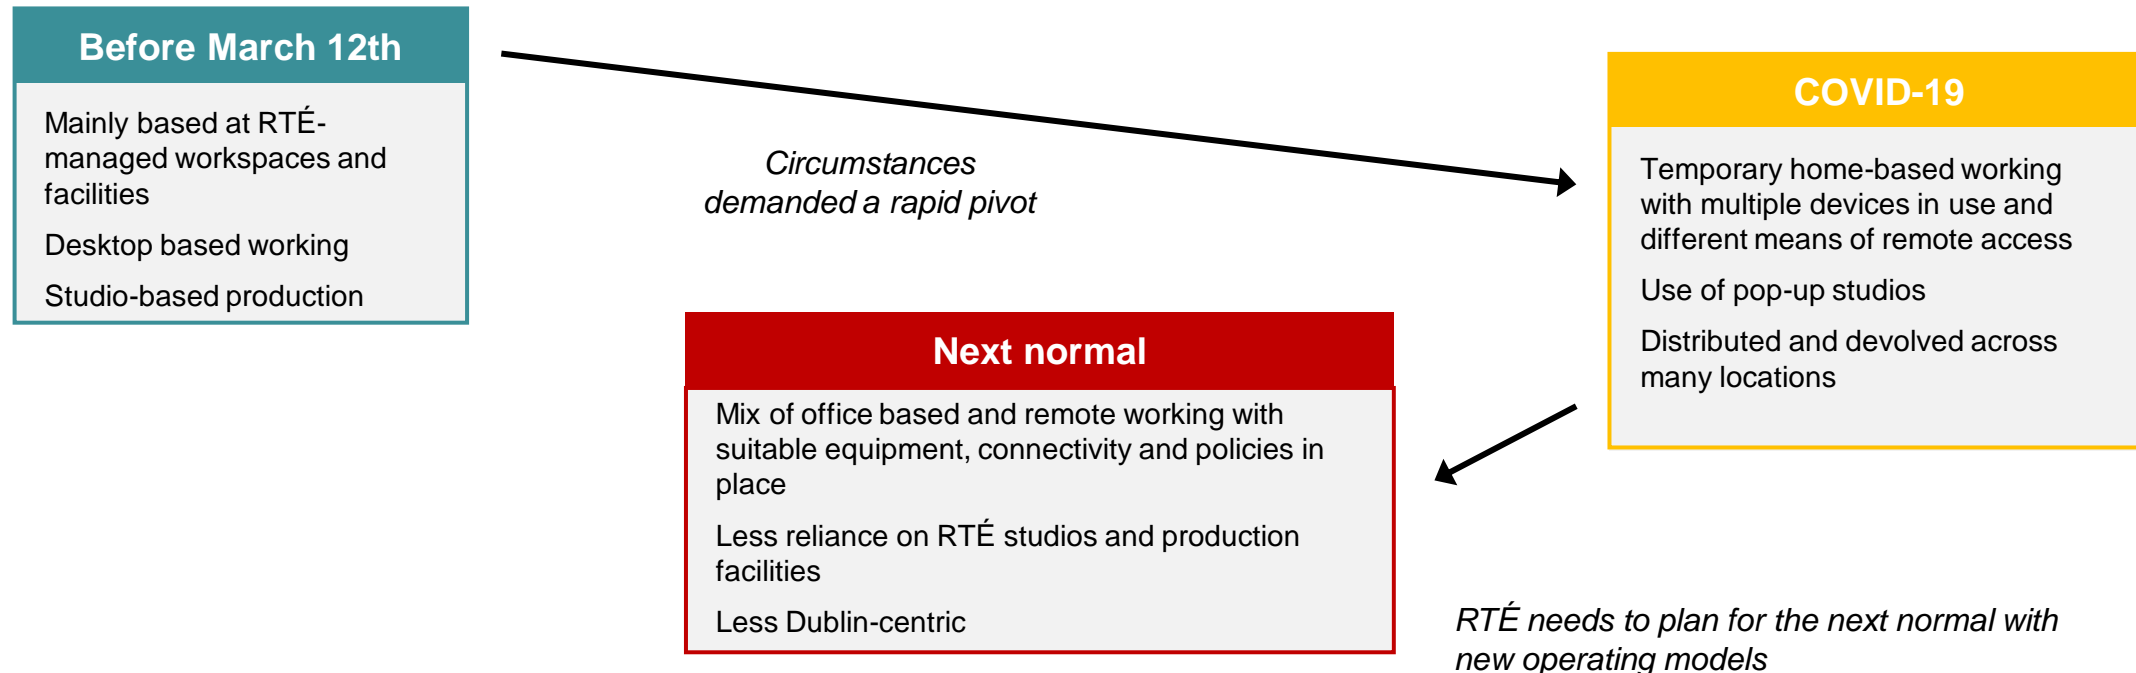 Before March 12th
Mainly based at RTÉ-
managed workspaces and
facilities
Desktop based working
Studio-based production
Circumstances
demanded a rapid pivot
COVID-19
Temporary home-based working
with multiple devices in use and
different means of remote access
Use of pop-up studios
Distributed and devolved across
many locations
Next normal
Mix of office based and remote working with
suitable equipment, connectivity and policies in
place
Less reliance on RTÉ studios and production
facilities
Less Dublin-centric
RTÉ needs to plan for the next normal with
new operating models